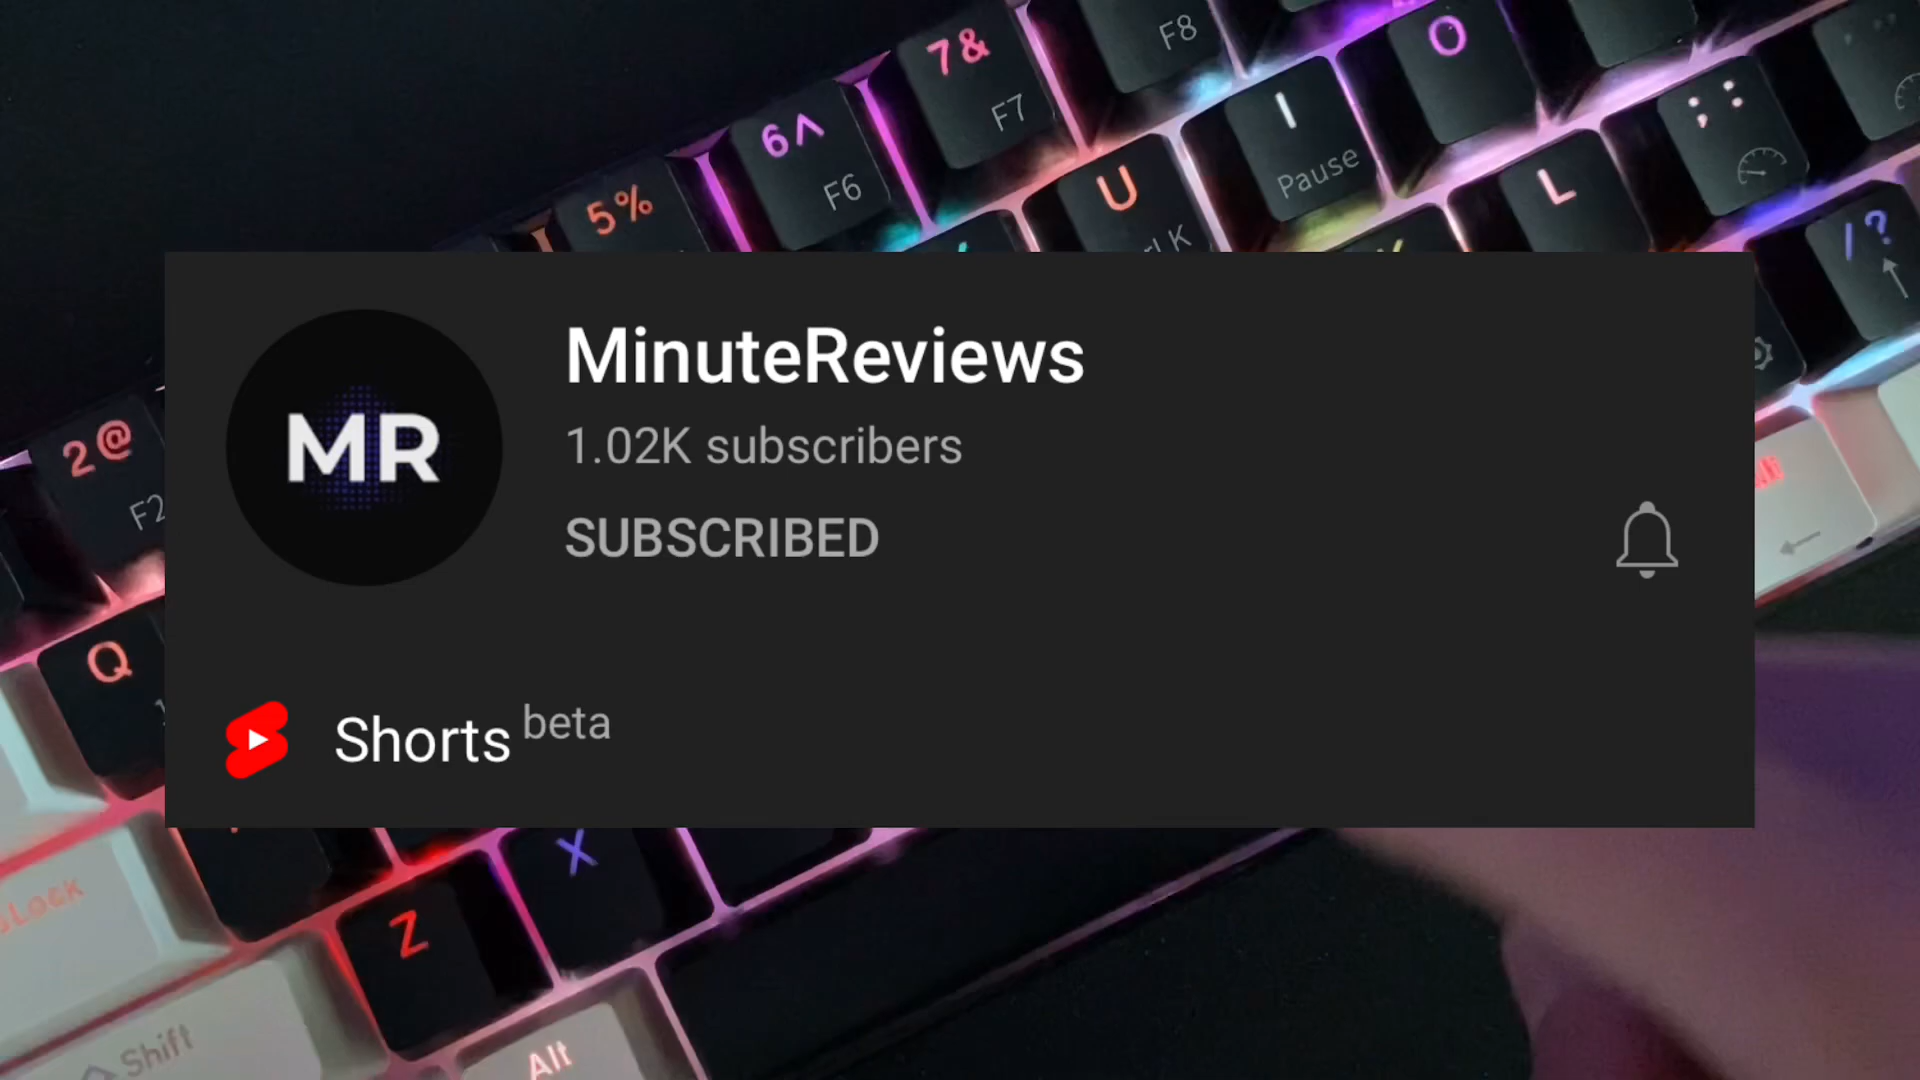 7&
F8
O
F7
6^
F6
I
Pause
;:
5%
U
L
/?
LK
MinuteReviews
1.02K subscribers
SUBSCRIBED
MR
2@
F2
Q
Shorts beta
X
Z
Shift
Alt